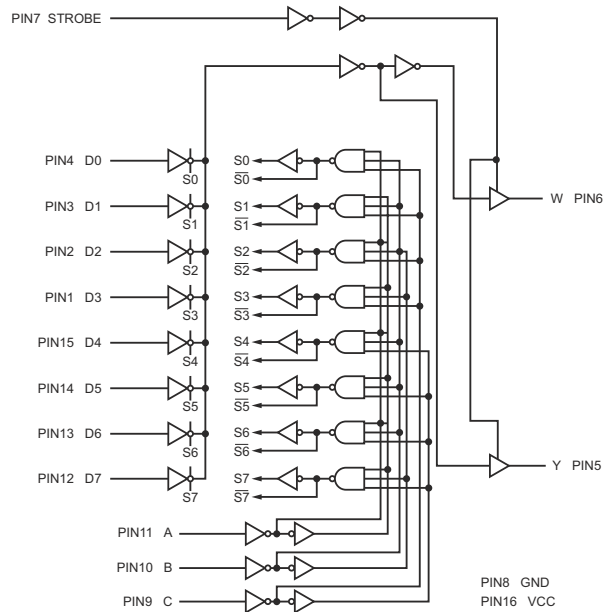 PIN7 STROBE
PIN4 D0
S0
S0
S0
PIN3 D1
S1
S1
S1
W PIN6
PIN2 D2
S2
S2
S2
PIN1 D3
S3
S3
S3
PIN15 D4
S4
S4
S4
PIN14 D5
S5
S5
S5
PIN13 D6
S6
S6
S6
Y PIN5
PIN12 D7
S7
S7
S7
PIN11 A
PIN10 B
PIN9 C
PIN8 GND
PIN16 VCC